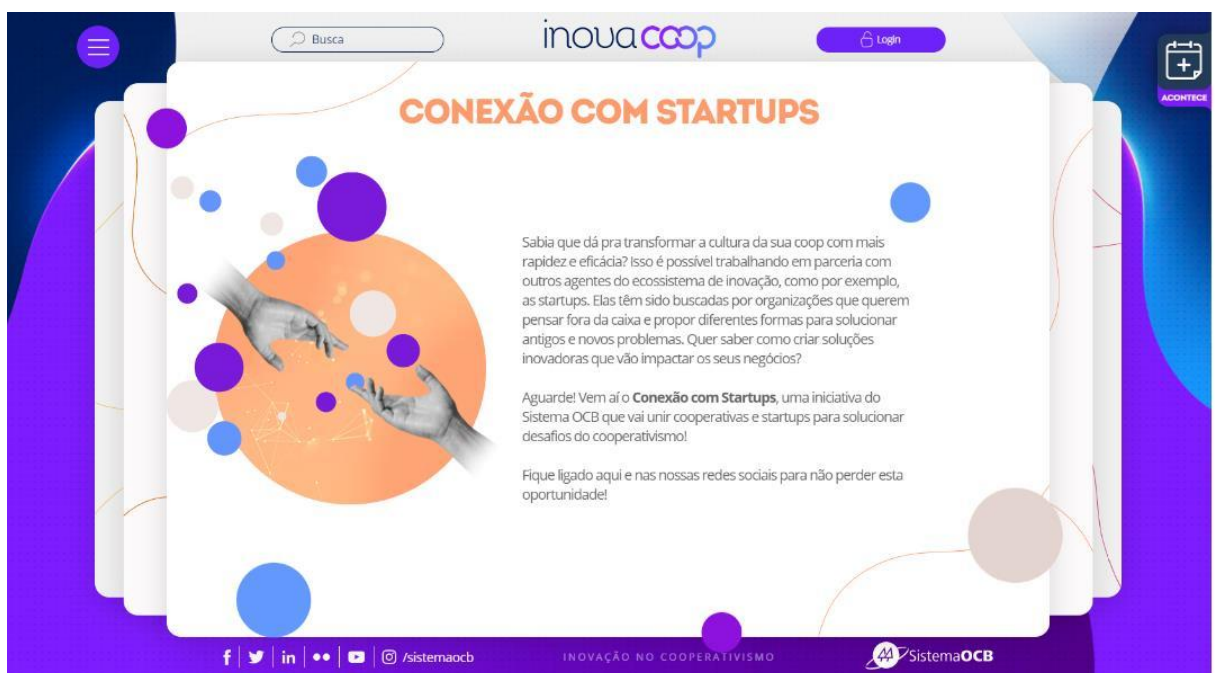 Busca
inovacoop
Login
ACONTECE
CONEXÃO COM STARTUPS
Sabia que dá pra transformar a cultura da sua coop com mais
rapidez e eficácia? Isso é possível trabalhando em parceria com
outros agentes do ecossistema de inovação, como por exemplo,
as startups. Elas têm sido buscadas por organizações que querem
pensar fora da caixa e propor diferentes formas para solucionar
antigos e novos problemas. Quer saber como criar soluções
inovadoras que vão impactar os seus negócios?
Aguarde! Vem aí o Conexão com Startups, uma iniciativa do
Sistema OCB que vai unir cooperativas e startups para solucionar
desafios do cooperativismo!
Fique ligado aqui e nas nossas redes sociais para não perder esta
oportunidade!
/sistemaocb
INOVAÇÃO NO COOPERATIVISMO
SistemaOCB